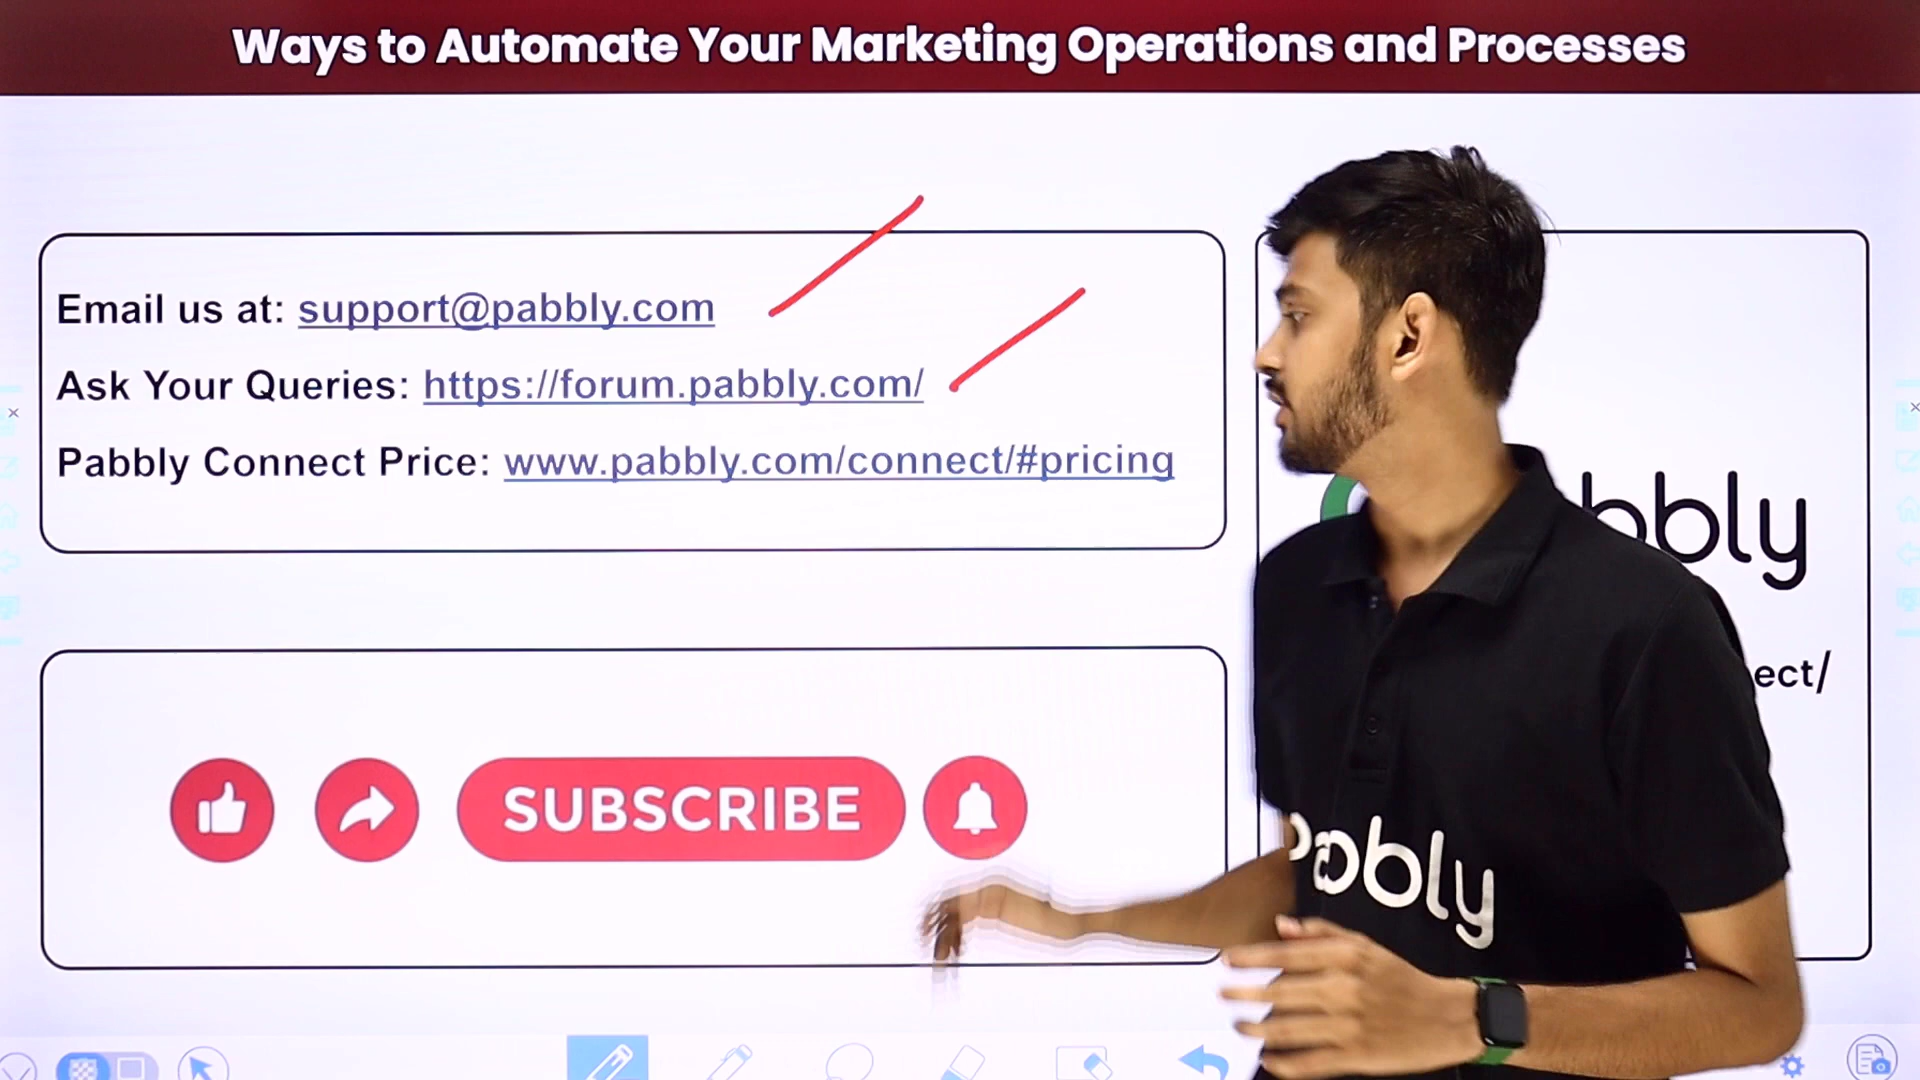 Ways to Automate Your Marketing Operations and Processes
Email us at: support@pabbly.com
Ask Your Queries: https://forum.pabbly.com/
Pabbly Connect Price: www.pabbly.com/connect/#pricing
bbly
ect/
SUBSCRIBE
Pabbly